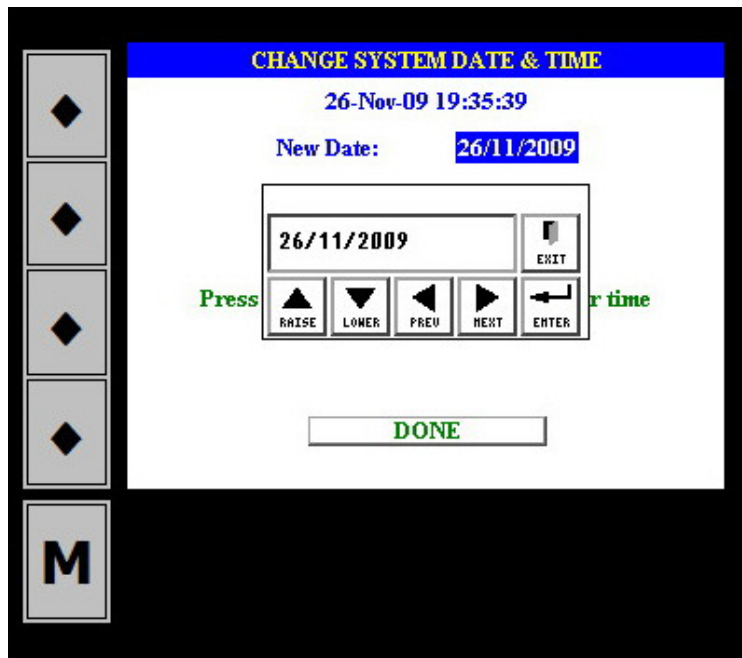 CHANGE SYSTEM DATE & TIME
26-Nov-09 19:35:39
New Date: 26/11/2009
26/11/2009
EXIT
Press r time
RAISE LOWER PREV NEXT ENTER
DONE
M